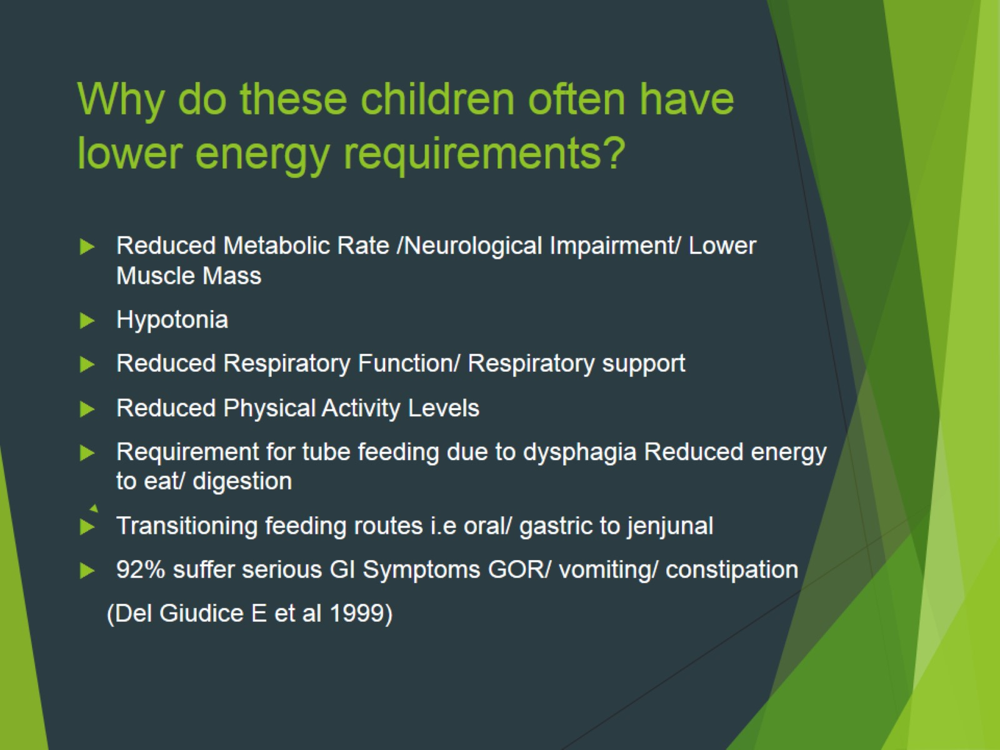 Why do these children often have
lower energy requirements?
Reduced Metabolic Rate /Neurological Impairment/ Lower
Muscle Mass
Hypotonia
Reduced Respiratory Function/ Respiratory support
Reduced Physical Activity Levels
Requirement for tube feeding due to dysphagia Reduced energy
to eat/ digestion
Transitioning feeding routes i.e oral/ gastric to jenjunal
92% suffer serious GI Symptoms GOR/ vomiting/ constipation
(Del Giudice E et al 1999)